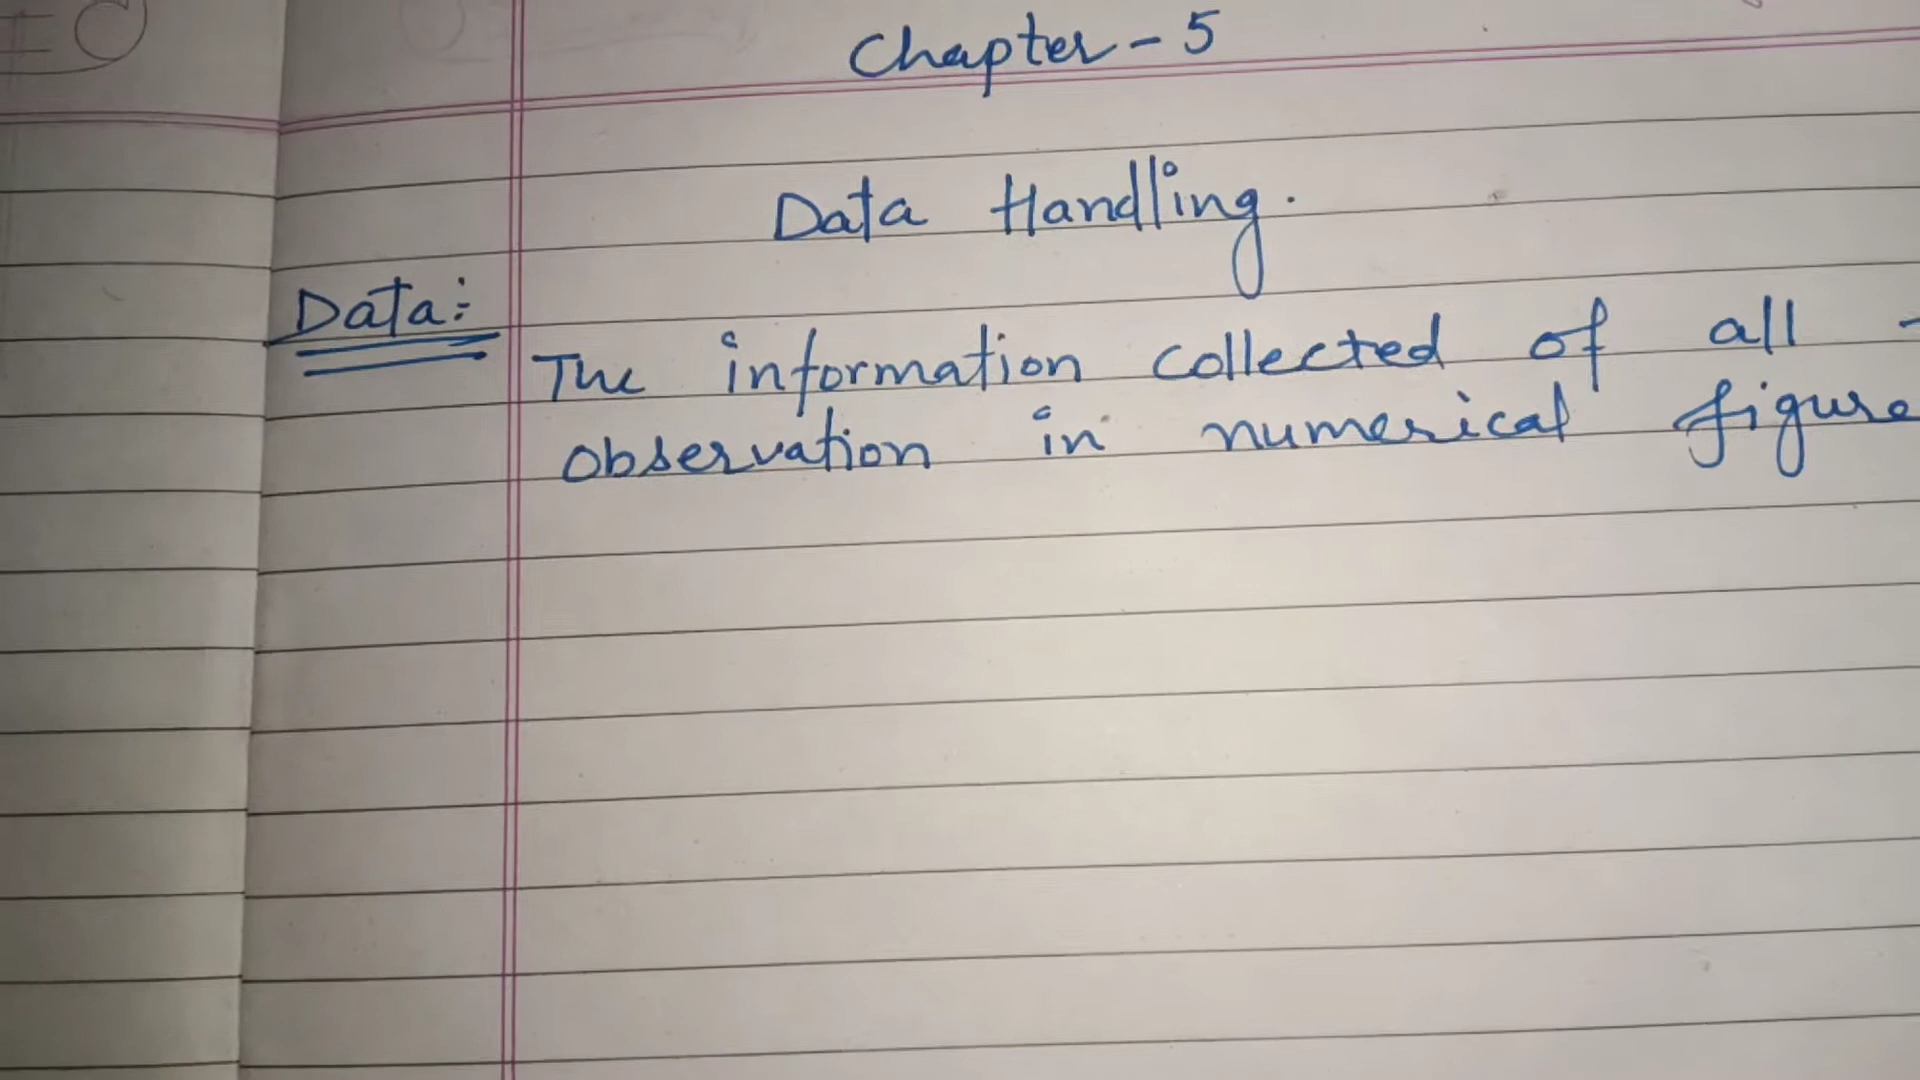 Chapter - 5
Data Handling.
Data:
The information collected of all
observation in numerical figure